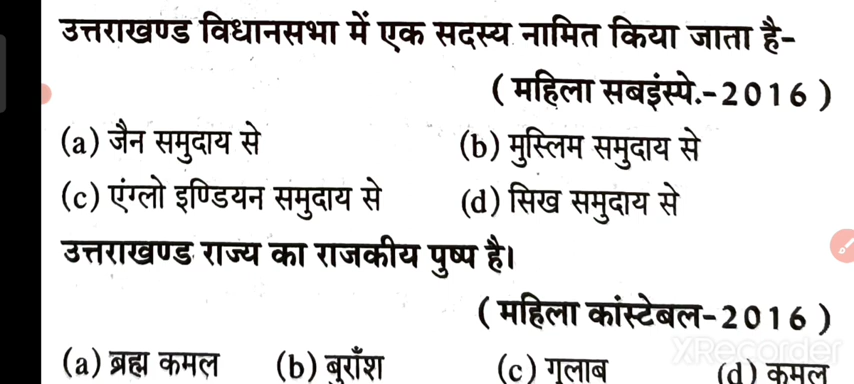 उत्तराखण्ड विधानसभा में एक सदस्य नामित किया जाता है-
( महिला सबइंस्पे.-2016 )
(a) जैन समुदाय से (b) मुस्लिम समुदाय से
(c) एंग्लो इण्डियन समुदाय से (d) सिख समुदाय से
उत्तराखण्ड राज्य का राजकीय पुष्प है।
( महिला कांस्टेबल-2016 )
XRecorder
(a) ब्रह्म कमल (b) बुराँश (c) गुलाब (d) कमल